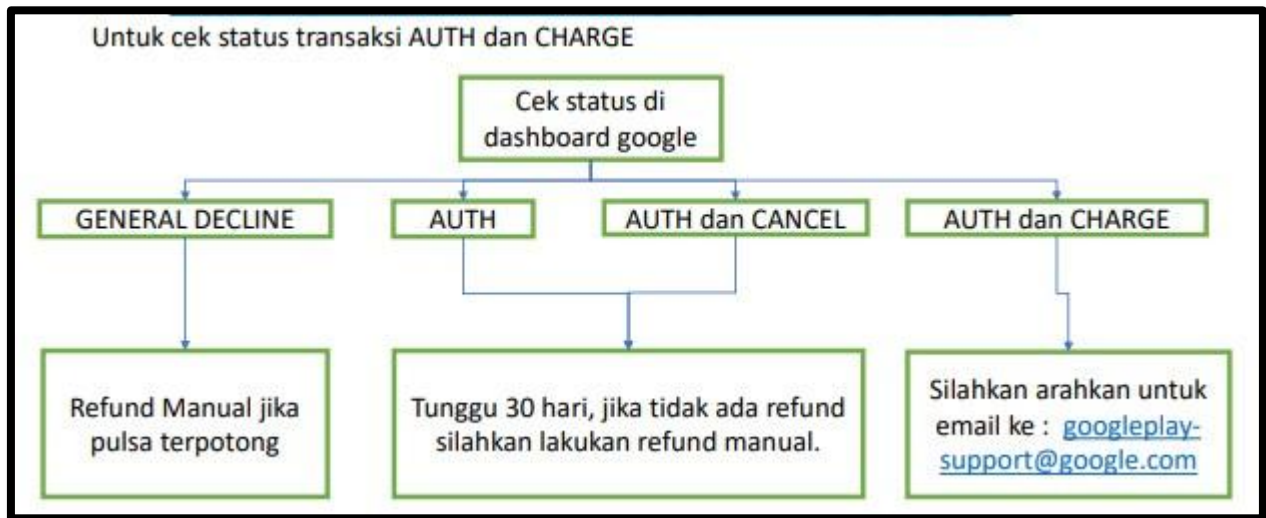 Untuk cek status transaksi AUTH dan CHARGE
Cek status di
dashboard google
GENERAL DECLINE
AUTH
AUTH dan CANCEL
AUTH dan CHARGE
Refund Manual jika
pulsa terpotong
Tunggu 30 hari, jika tidak ada refund
silahkan lakukan refund manual.
Silahkan arahkan untuk
email ke : googleplay-
support@google.com